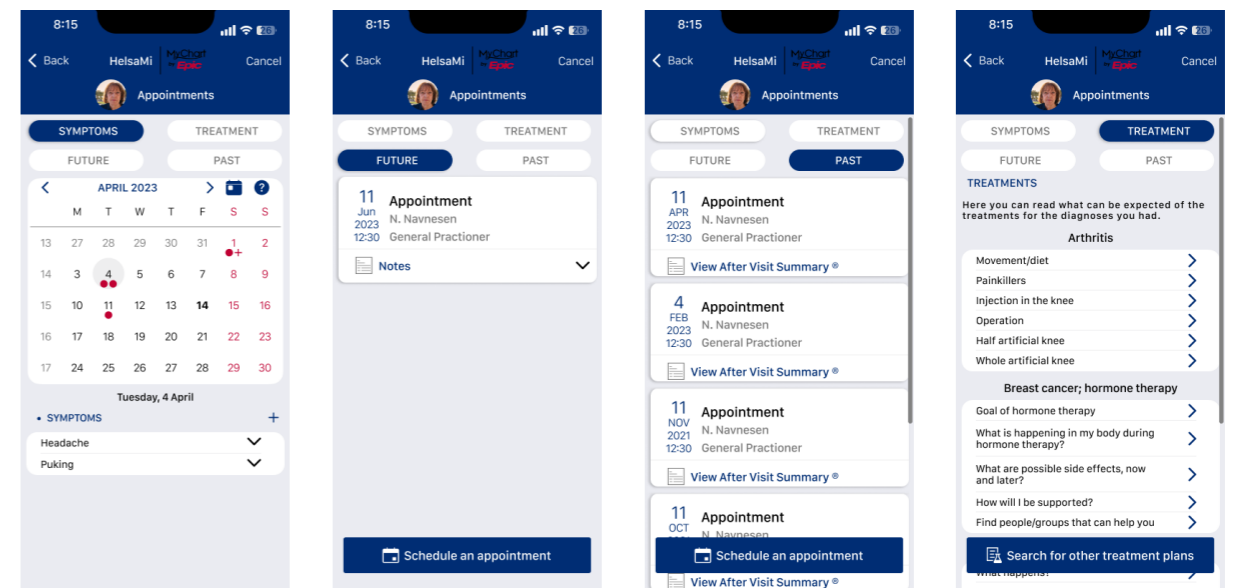 8:15
26
Back
HelsaMi
MyChart
by Epic
Cancel
Appointments
SYMPTOMS
TREATMENT
FUTURE
PAST
APRIL 2023
?
M T W T F S S
13 27 28 29 30 31 1 2
+
14 3 4 5 6 7 8 9
15 10 11 12 13 14 15 16
16 17 18 19 20 21 22 23
17 24 25 26 27 28 29 30
Tuesday, 4 April
• SYMPTOMS +
Headache
Puking
8:15
26
Back
HelsaMi
MyChart
by Epic
Cancel
Appointments
SYMPTOMS
TREATMENT
FUTURE
PAST
11
Jun
2023
12:30
Appointment
N. Navnesen
General Practioner
Notes
Schedule an appointment
8:15
26
Back
HelsaMi
MyChart
by Epic
Cancel
Appointments
SYMPTOMS
TREATMENT
FUTURE
PAST
11
APR
2023
12:30
Appointment
N. Navnesen
General Practioner
View After Visit Summary ®
4
FEB
2023
12:30
Appointment
N. Navnesen
General Practioner
View After Visit Summary ®
11
NOV
2021
12:30
Appointment
N. Navnesen
General Practioner
View After Visit Summary ®
11
OCT
Appointment
N. Navnesen
Schedule an appointment
View After Visit Summary ®
8:15
26
Back
HelsaMi
MyChart
by Epic
Cancel
Appointments
SYMPTOMS
TREATMENT
FUTURE
PAST
TREATMENTS
Here you can read what can be expected of the
treatments for the diagnoses you had.
Arthritis
Movement/diet
Painkillers
Injection in the knee
Operation
Half artificial knee
Whole artificial knee
Breast cancer; hormone therapy
Goal of hormone therapy
What is happening in my body during
hormone therapy?
What are possible side effects, now
and later?
How will I be supported?
Find people/groups that can help you
Search for other treatment plans
What happens?